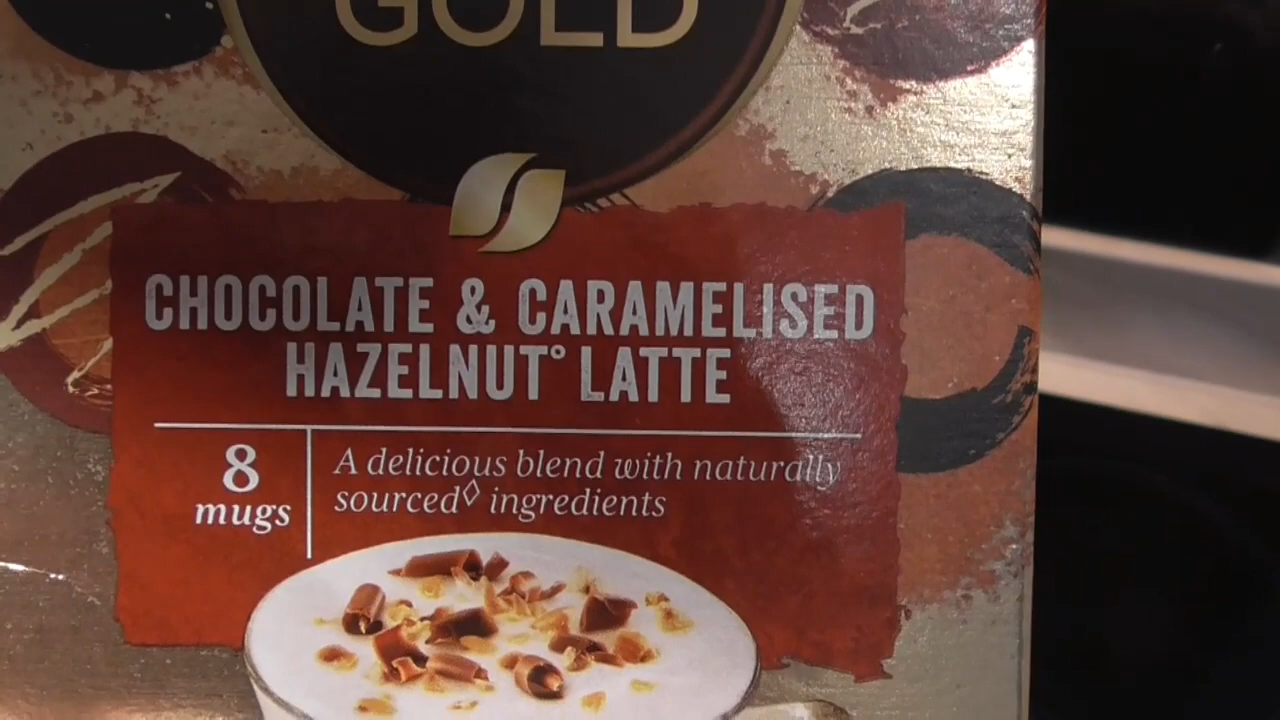 GOLD
CHOCOLATE & CARAMELISED
HAZELNUT° LATTE
8
mugs
A delicious blend with naturally
sourced◊ ingredients